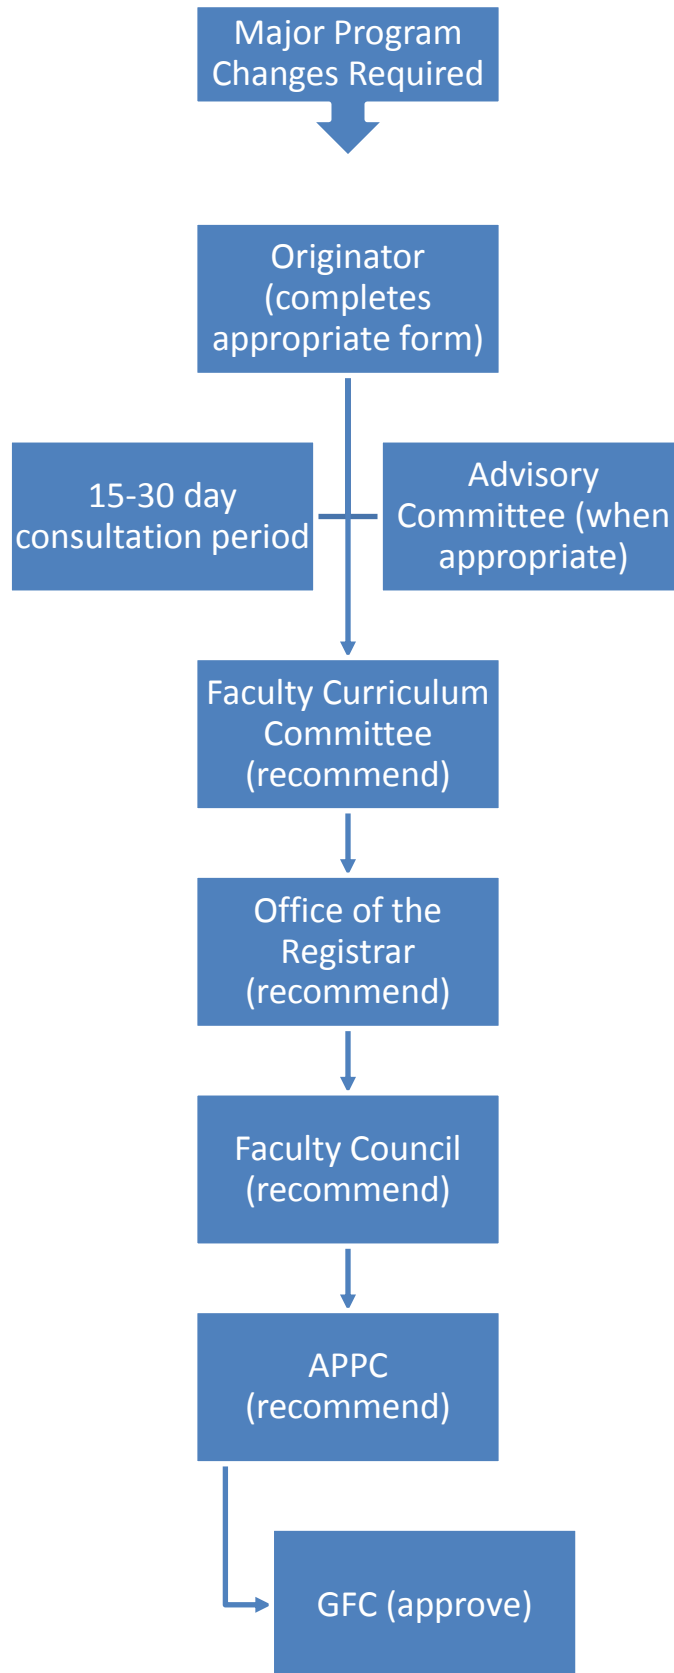 Major Program
Changes Required
Originator
(completes
appropriate form)
15-30 day
consultation period
Advisory
Committee (when
appropriate)
Faculty Curriculum
Committee
(recommend)
Office of the
Registrar
(recommend)
Faculty Council
(recommend)
APPC
(recommend)
GFC (approve)